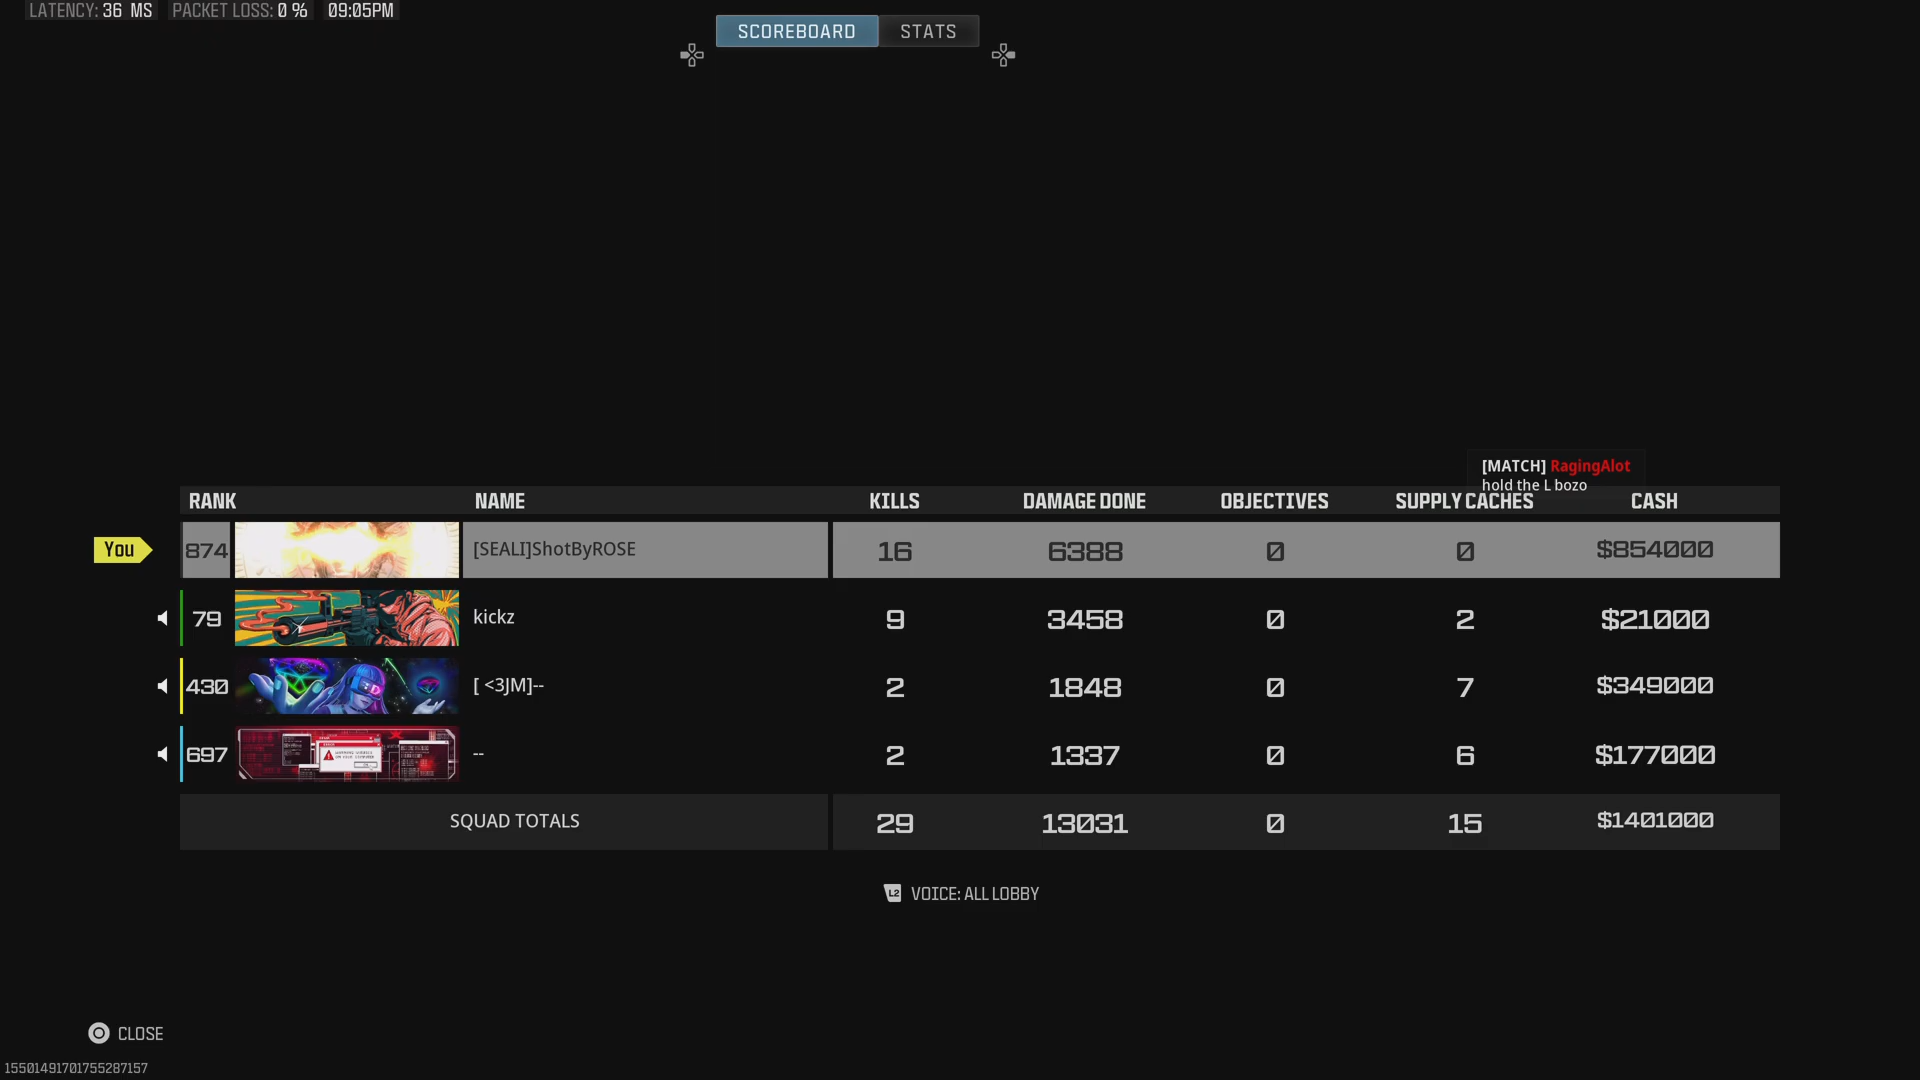 LATENCY: 36 MS PACKET LOSS: 0 % 09:05PM
SCOREBOARD STATS
[MATCH] RagingAlot
hold the L bozo
RANK NAME KILLS DAMAGE DONE OBJECTIVES SUPPLY CACHES CASH
You 874 [SEALI]ShotByROSE 16 6388 0 0 $854000
79 kickz 9 3458 0 2 $21000
430 [ <3JM]-- 2 1848 0 7 $349000
697 -- 2 1337 0 6 $177000
SQUAD TOTALS 29 13031 0 15 $1401000
L2 VOICE: ALL LOBBY
CLOSE
15501491701755287157